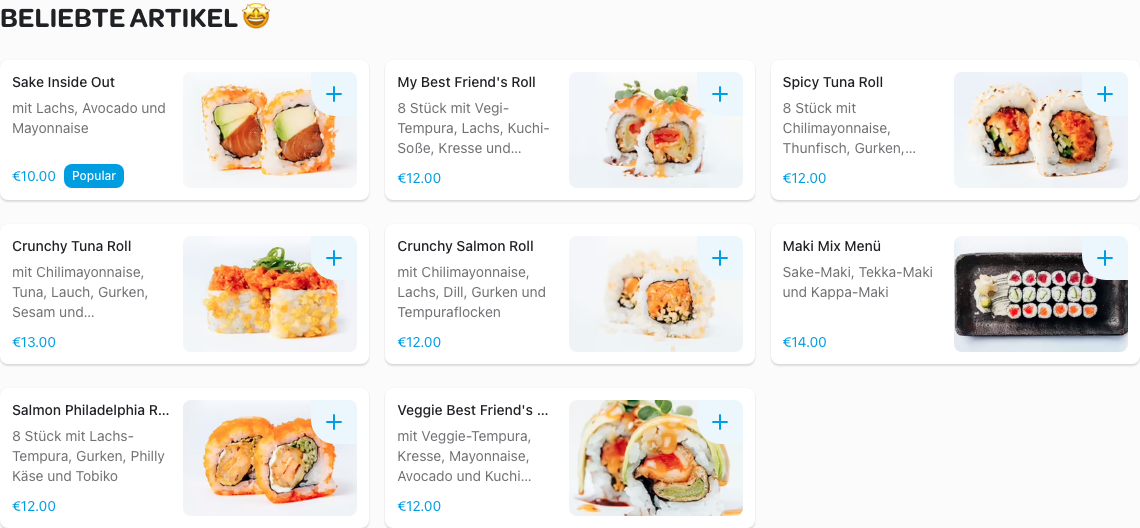 BELIEBTE ARTIKEL 🤩
Sake Inside Out
mit Lachs, Avocado und
Mayonnaise
€10.00 Popular
My Best Friend's Roll
8 Stück mit Vegi-
Tempura, Lachs, Kuchi-
Soße, Kresse und...
€12.00
Spicy Tuna Roll
8 Stück mit
Chilimayonnaise,
Thunfisch, Gurken,...
€12.00
Crunchy Tuna Roll
mit Chilimayonnaise,
Tuna, Lauch, Gurken,
Sesam und...
€13.00
Crunchy Salmon Roll
mit Chilimayonnaise,
Lachs, Dill, Gurken und
Tempuraflocken
€12.00
Maki Mix Menü
Sake-Maki, Tekka-Maki
und Kappa-Maki
€14.00
Salmon Philadelphia R...
8 Stück mit Lachs-
Tempura, Gurken, Philly
Käse und Tobiko
€12.00
Veggie Best Friend's ...
mit Veggie-Tempura,
Kresse, Mayonnaise,
Avocado und Kuchi...
€12.00